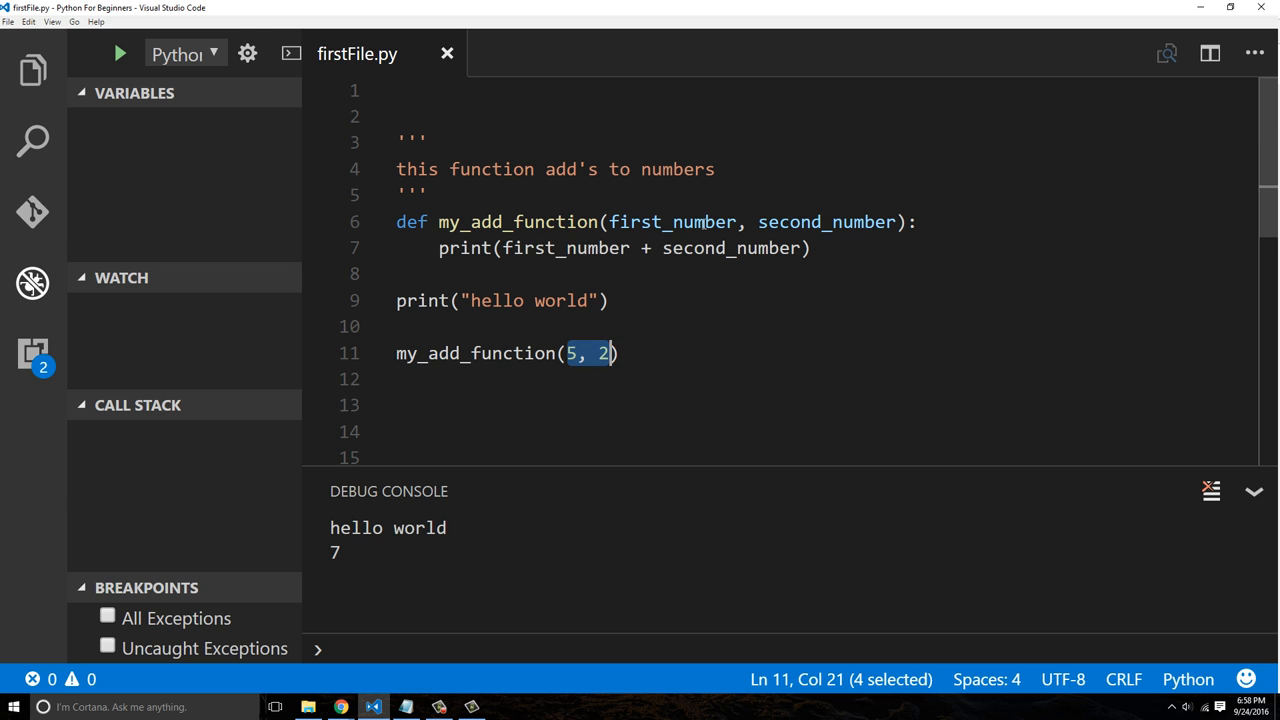 firstFile.py - Python For Beginners - Visual Studio Code
File Edit View Go Help
Pythor
firstFile.py
VARIABLES
WATCH
CALL STACK
BREAKPOINTS
All Exceptions
Uncaught Exceptions
2
1
2
3 '''
4 this function add's to numbers
5 '''
6 def my_add_function(first_number, second_number):
7 print(first_number + second_number)
8
9 print("hello world")
10
11 my_add_function(5, 2)
12
13
14
15
DEBUG CONSOLE
hello world
7
0 0
Ln 11, Col 21 (4 selected) Spaces: 4 UTF-8 CRLF Python
I'm Cortana. Ask me anything.
6:58 PM
9/24/2016